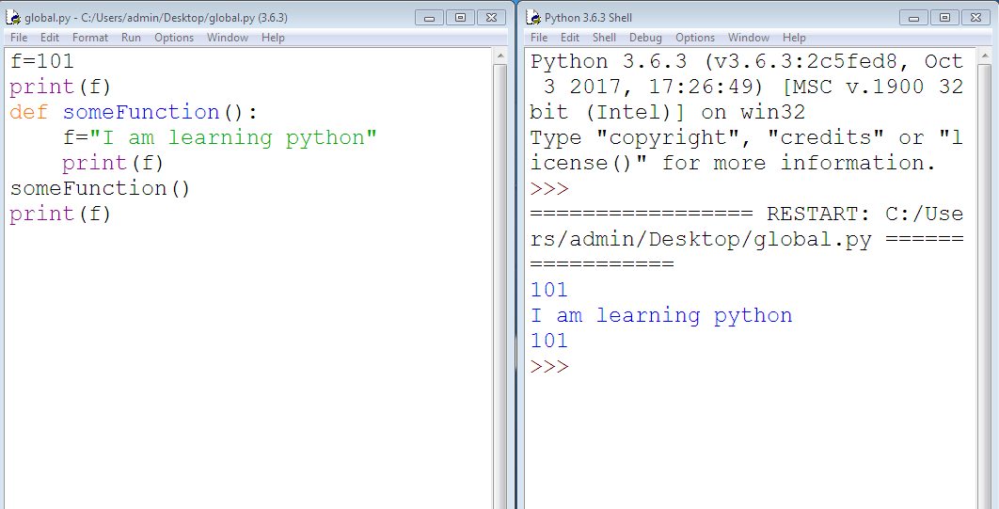 global.py - C:/Users/admin/Desktop/global.py (3.6.3)
File Edit Format Run Options Window Help
f=101
print(f)
def someFunction():
    f="I am learning python"
    print(f)
someFunction()
print(f)
Python 3.6.3 Shell
File Edit Shell Debug Options Window Help
Python 3.6.3 (v3.6.3:2c5fed8, Oct
 3 2017, 17:26:49) [MSC v.1900 32
bit (Intel)] on win32
Type "copyright", "credits" or "l
icense()" for more information.
>>>
================= RESTART: C:/Use
rs/admin/Desktop/global.py ======
===========
101
I am learning python
101
>>>